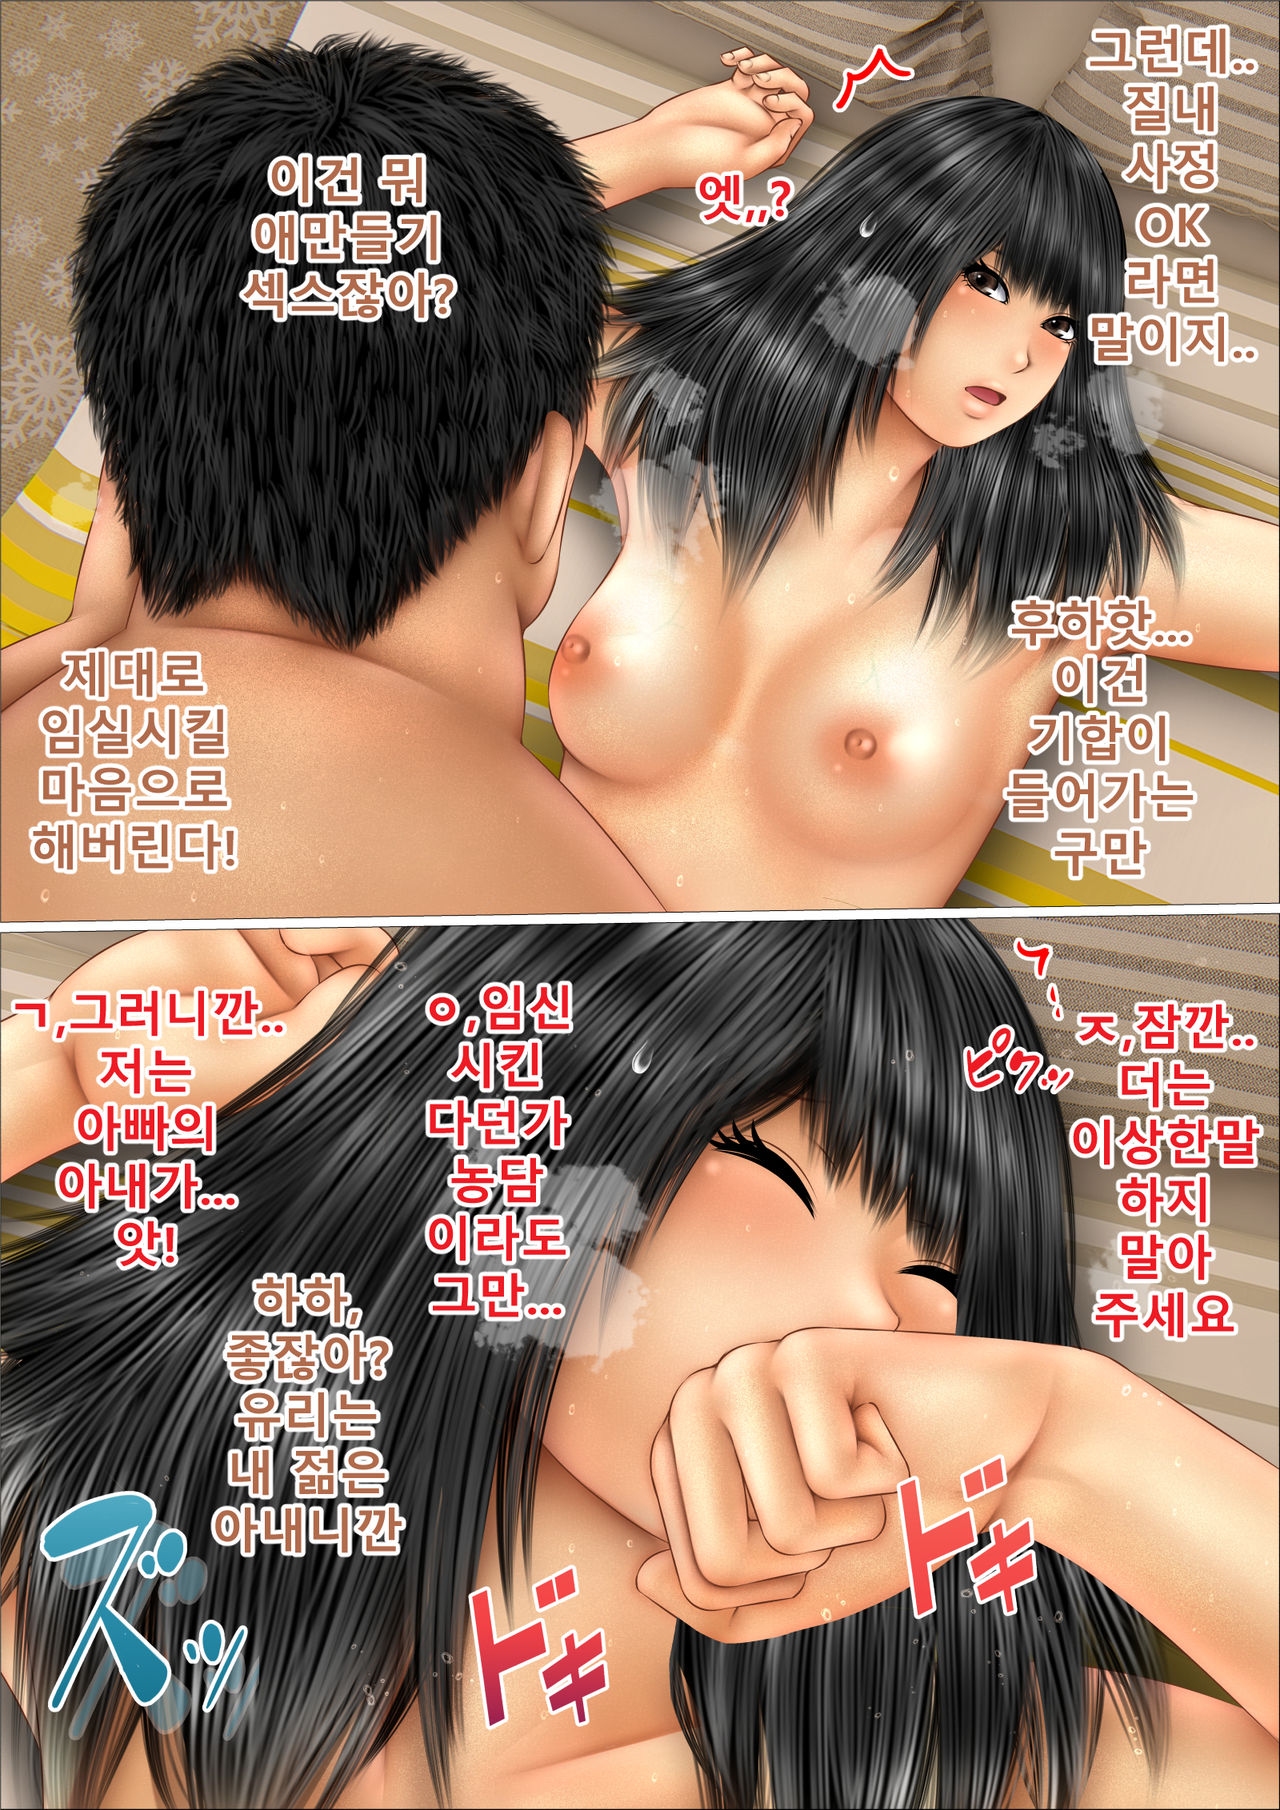 그런데..
질내
사정
OK
라면
말이지..
엣,,?
이건 뭐
애만들기
섹스잖아?
후하핫...
이건
기합이
들어가는
구만
제대로
임실시킬
마음으로
해버린다!
ㅈ,잠깐..
더는
이상한말
하지
말아
주세요
ピクッ
ㅇ,임신
시킨
다던가
농담
이라도
그만...
ㄱ,그러니깐..
저는
아빠의
아내가...
앗!
하하,
좋잖아?
유리는
내 젊은
아내니깐
ドキ
ドキ
ズッ